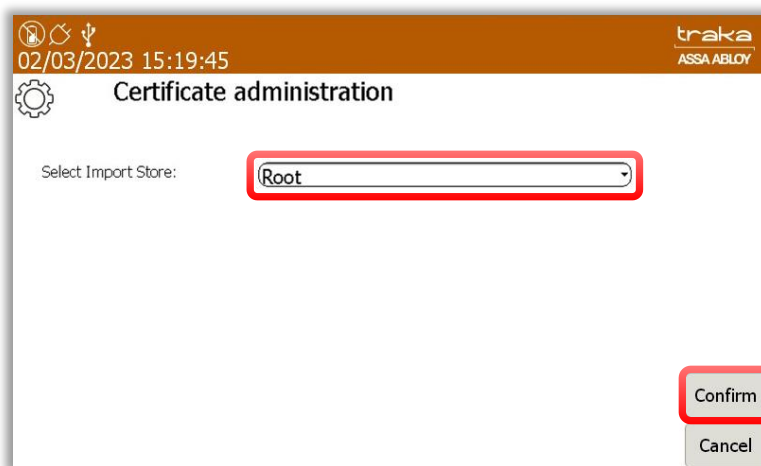 traka
02/03/2023 15:19:45
ASSA ABLOY
Certificate administration
Select Import Store:
Root
Confirm
Cancel